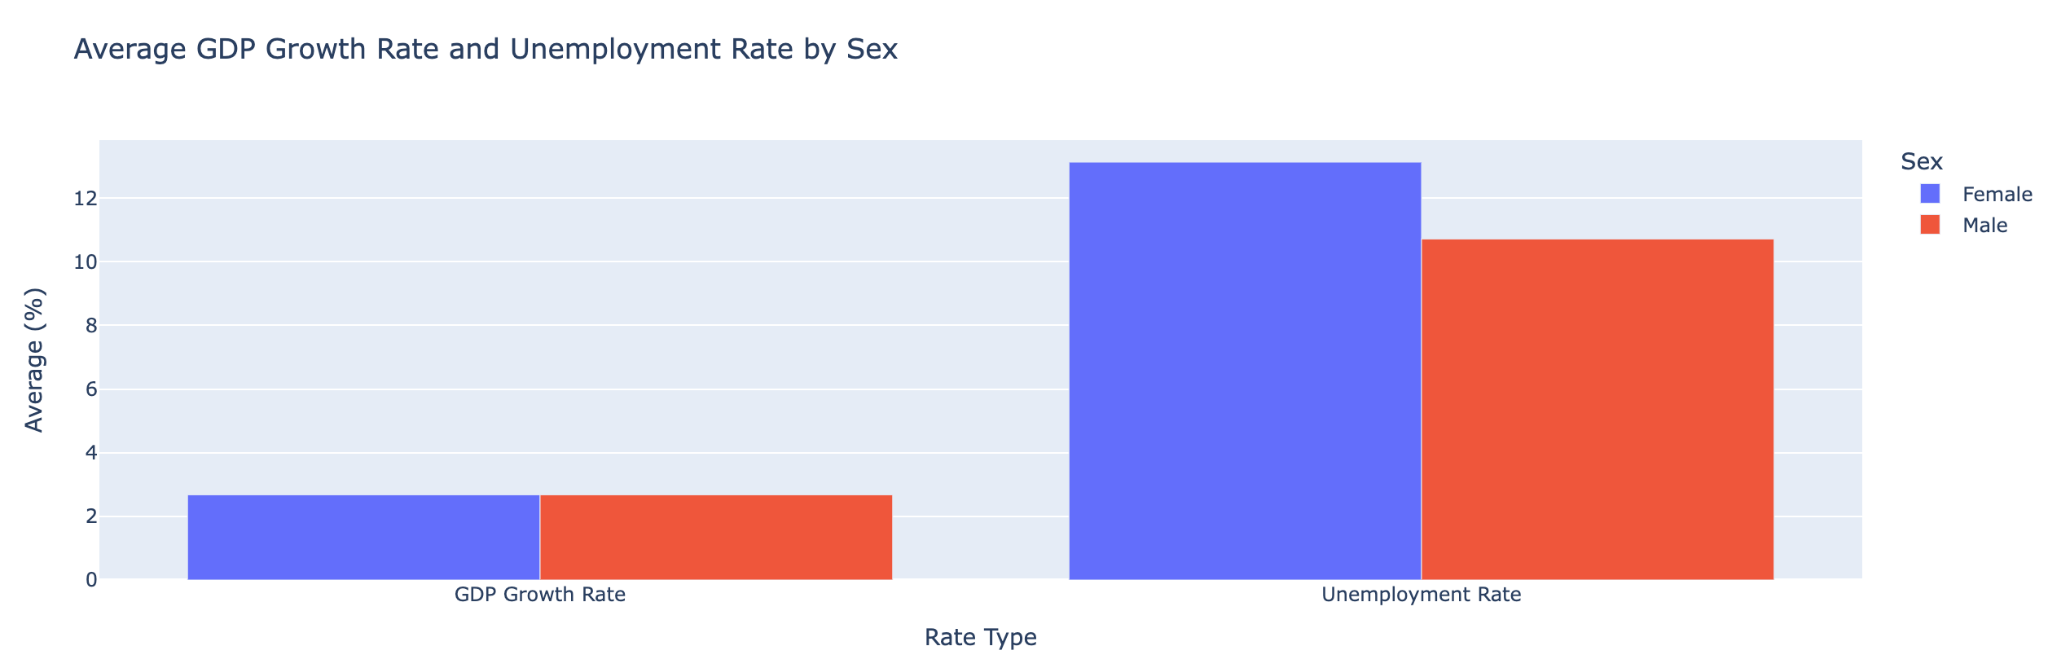 Average GDP Growth Rate and Unemployment Rate by Sex
Sex
Female
Male
Average (%)
12
10
8
6
4
2
0
GDP Growth Rate
Unemployment Rate
Rate Type